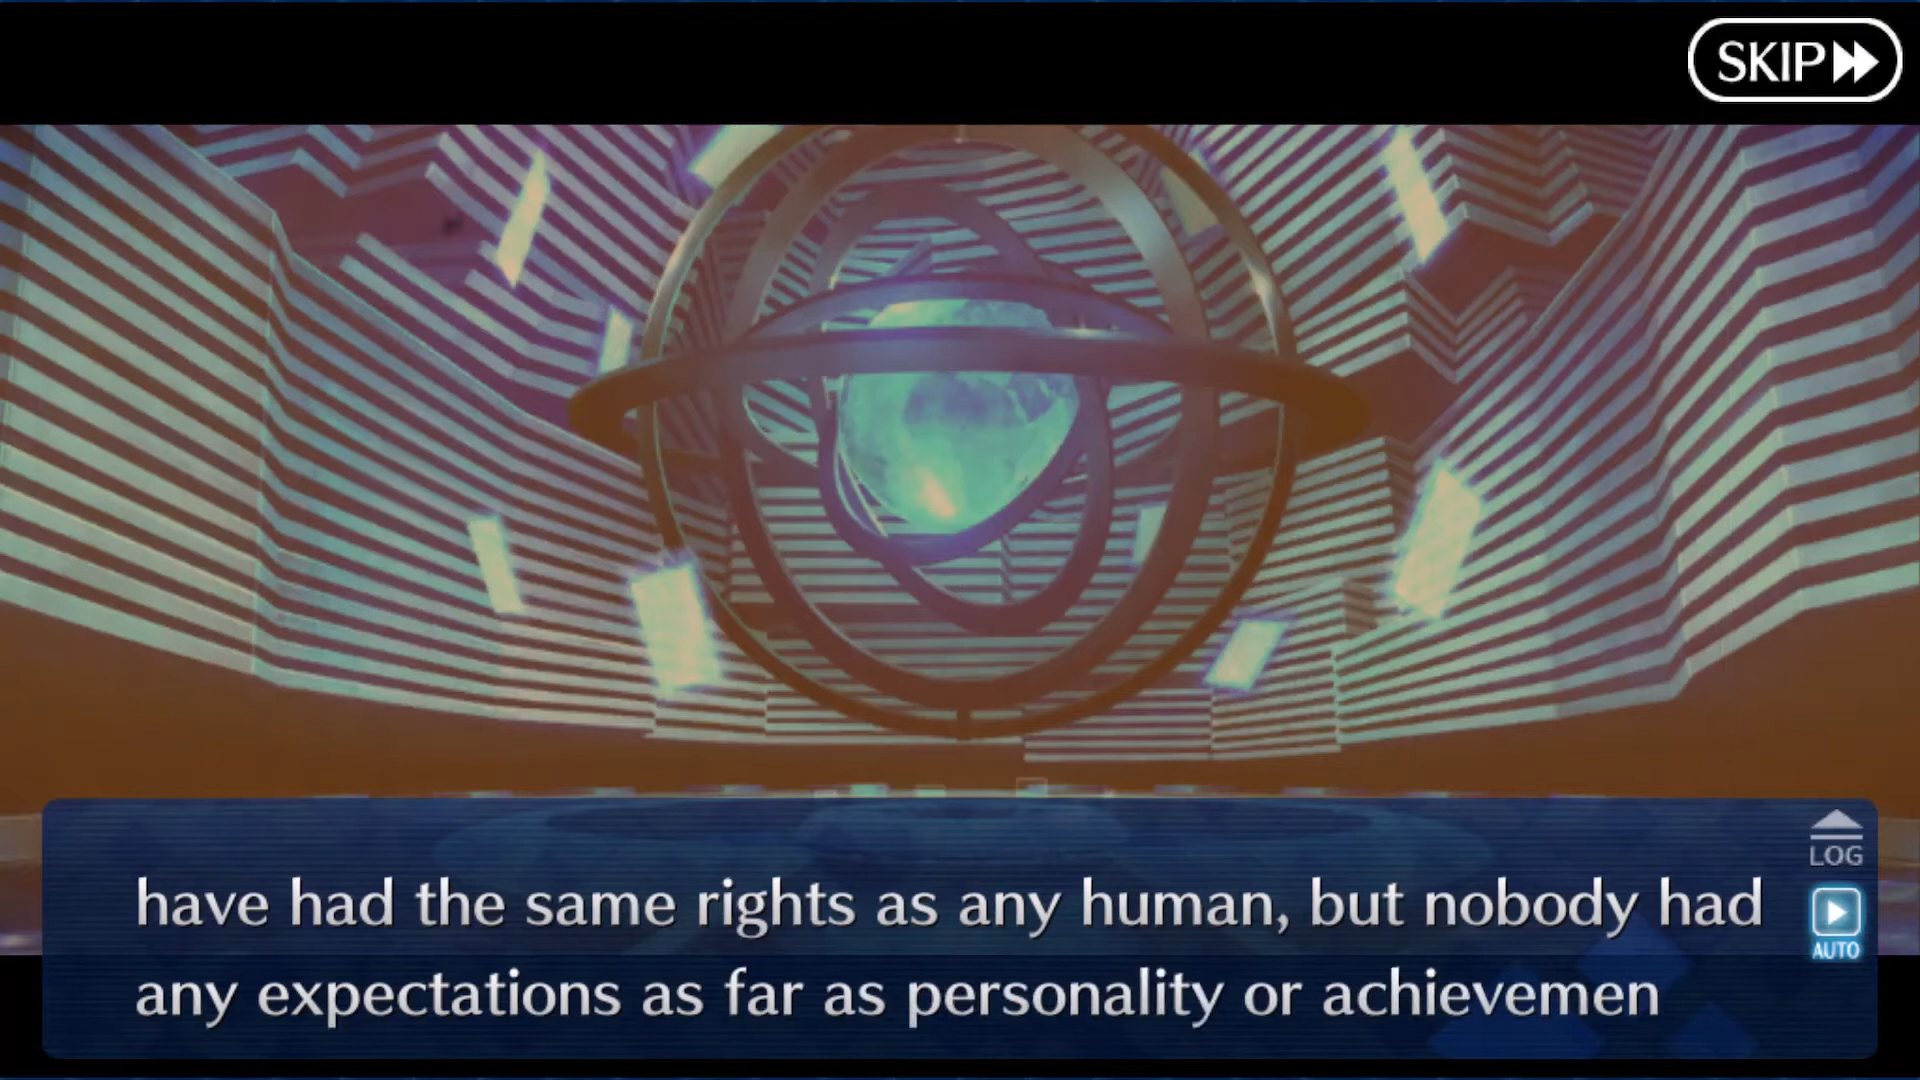 SKIP
have had the same rights as any human, but nobody had
any expectations as far as personality or achievemen
LOG
AUTO